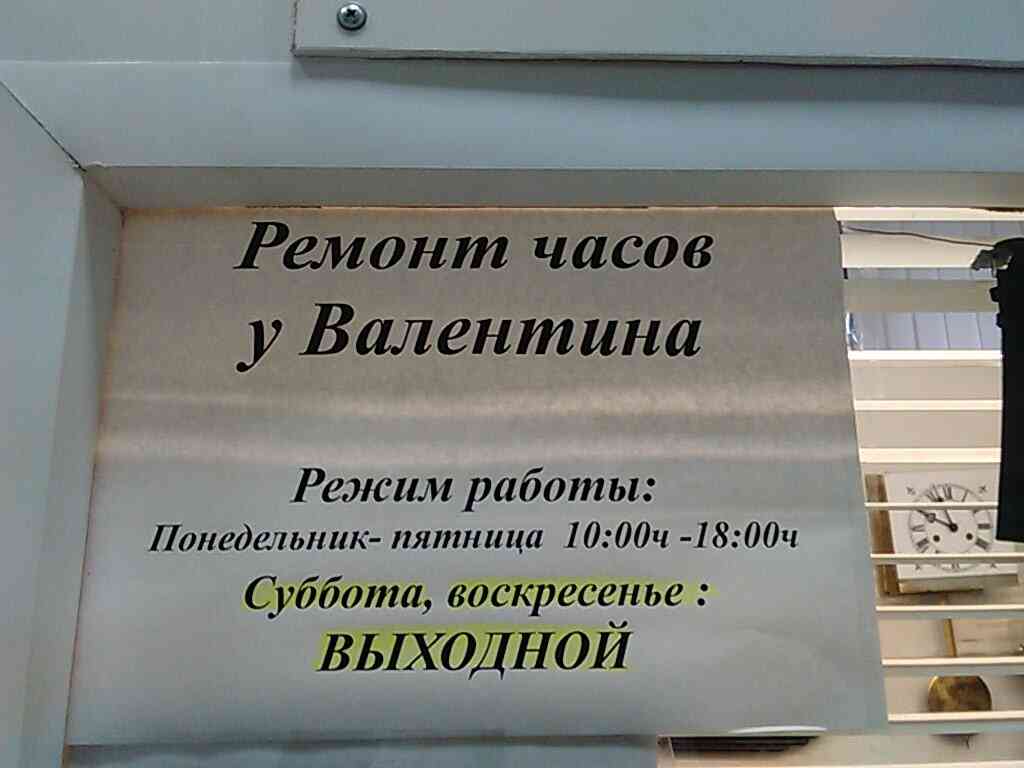 Ремонт часов
у Валентина
Режим работы:
Понедельник- пятница 10:00ч -18:00ч
Суббота, воскресенье :
ВЫХОДНОЙ